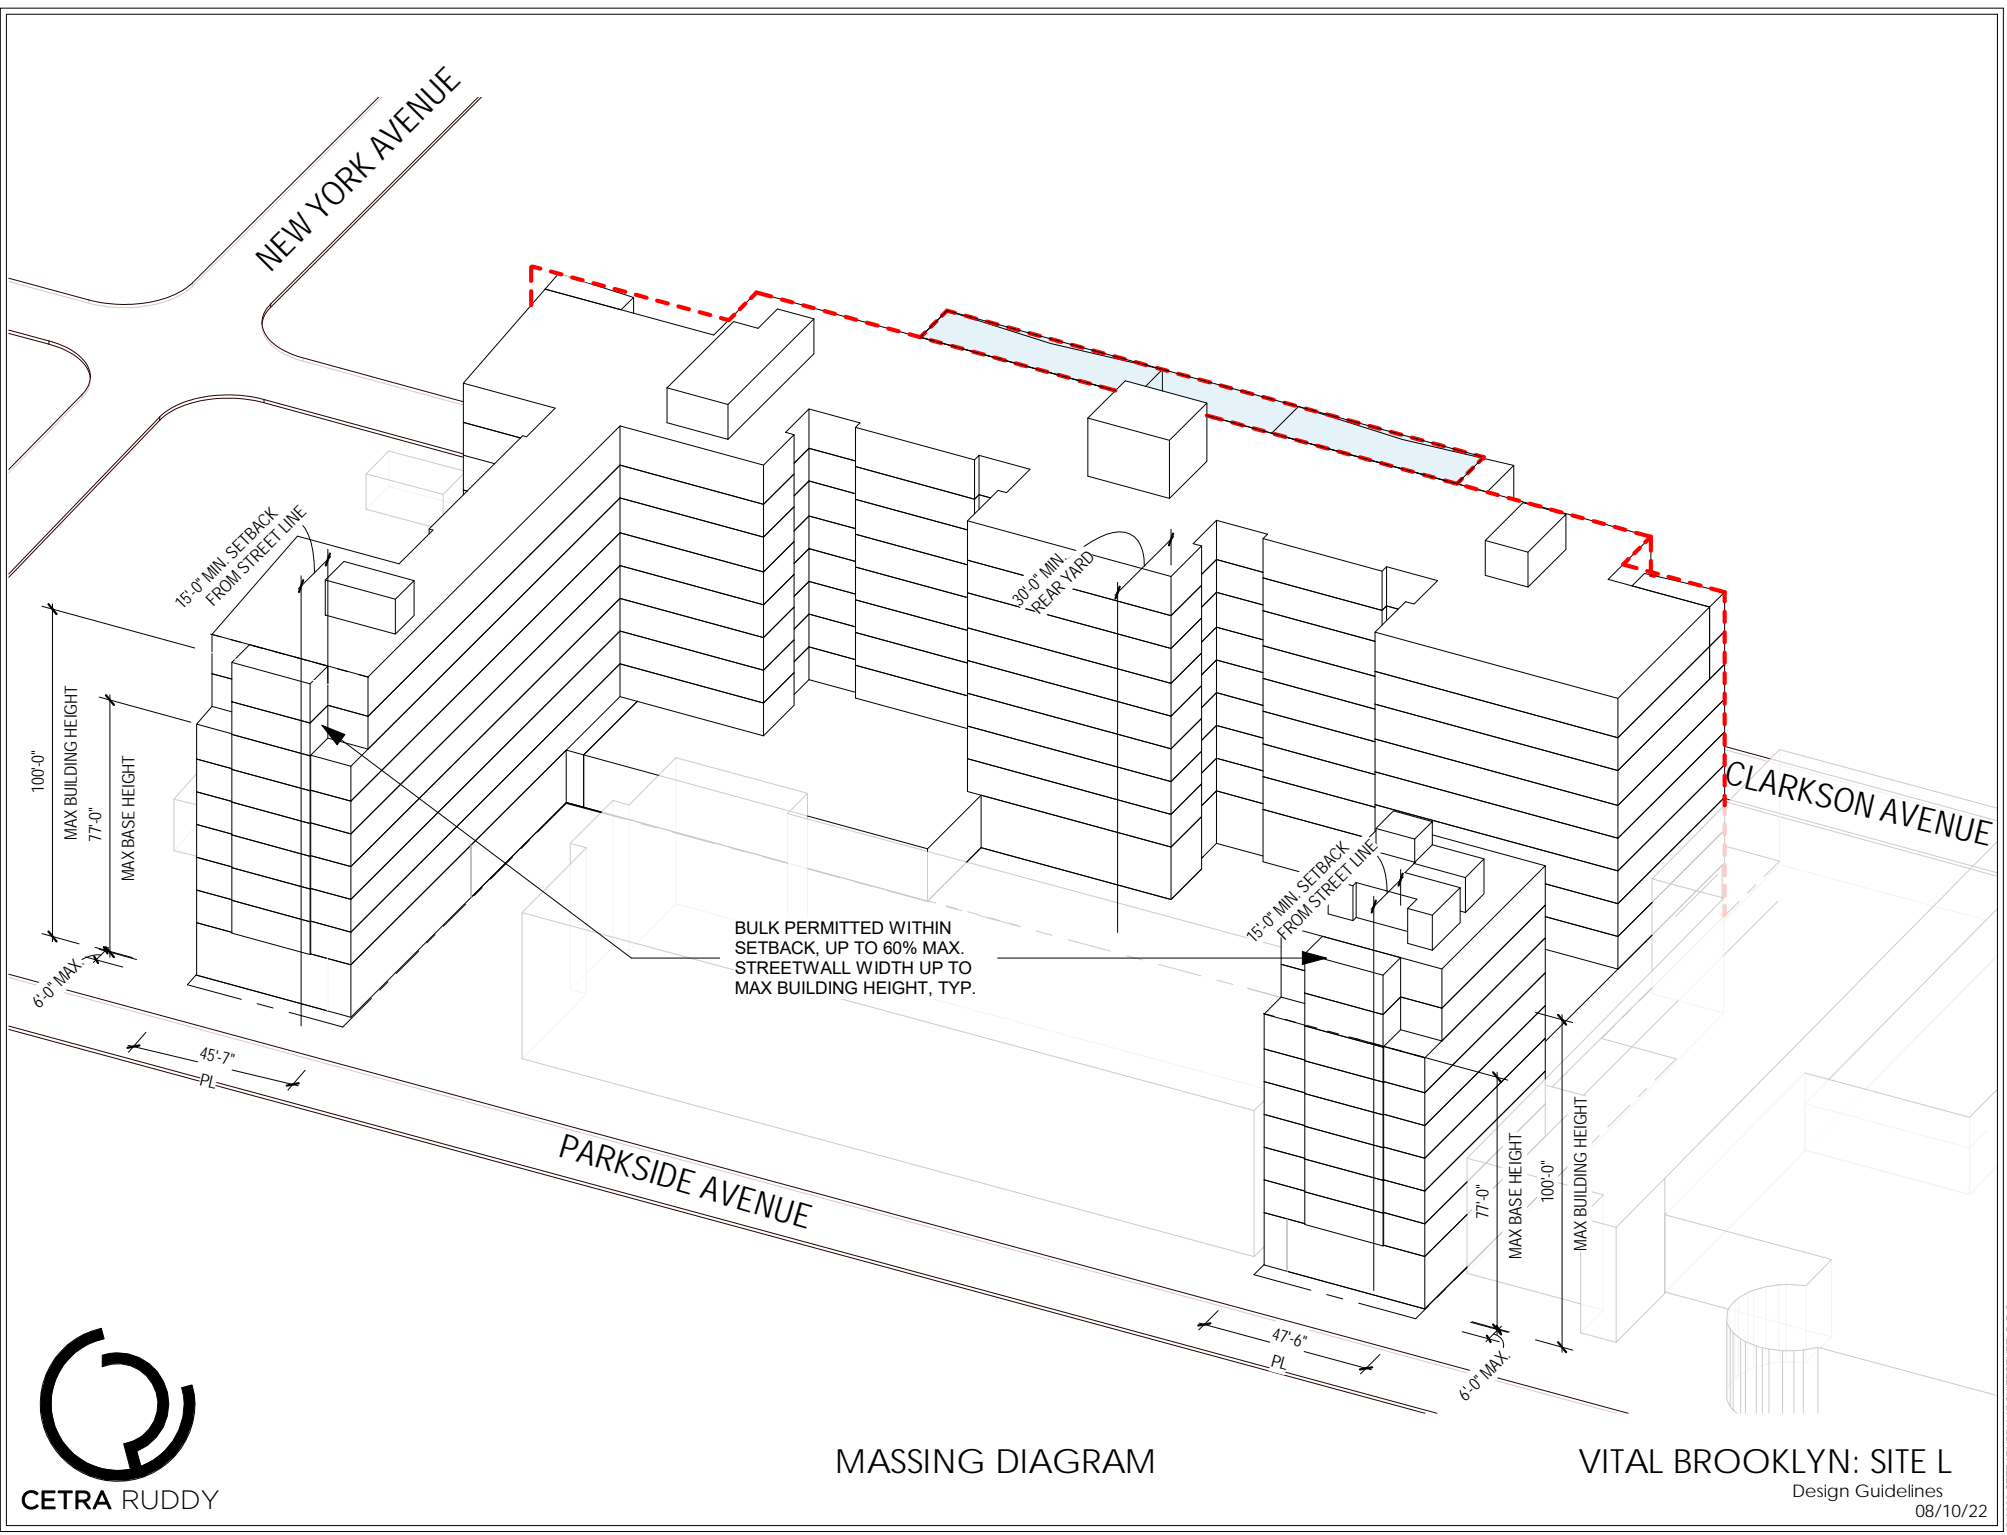 NEW YORK AVENUE
15'-0" MIN. SETBACK
FROM STREET LINE
30'-0" MIN.
REAR YARD
100'-0"
MAX BUILDING HEIGHT
77'-0"
MAX BASE HEIGHT
CLARKSON AVENUE
15'-0" MIN. SETBACK
FROM STREET LINE
BULK PERMITTED WITHIN
SETBACK, UP TO 60% MAX.
STREETWALL WIDTH UP TO
MAX BUILDING HEIGHT, TYP.
6'-0" MAX.
45'-7"
PL
PARKSIDE AVENUE
77'-0"
MAX BASE HEIGHT
100'-0"
MAX BUILDING HEIGHT
47'-6"
PL
6'-0" MAX.
CETRA RUDDY
MASSING DIAGRAM
VITAL BROOKLYN: SITE L
Design Guidelines
08/10/22